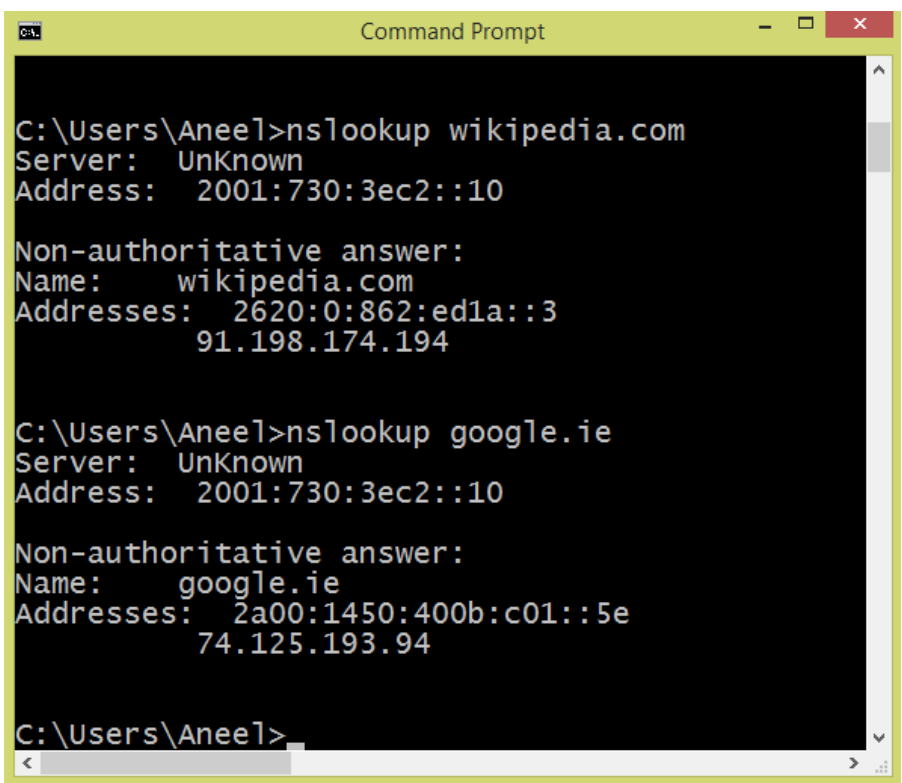 Command Prompt
C:\Users\Aneel>nslookup wikipedia.com
Server:  UnKnown
Address:  2001:730:3ec2::10
Non-authoritative answer:
Name:    wikipedia.com
Addresses:  2620:0:862:ed1a::3
          91.198.174.194
C:\Users\Aneel>nslookup google.ie
Server:  UnKnown
Address:  2001:730:3ec2::10
Non-authoritative answer:
Name:    google.ie
Addresses:  2a00:1450:400b:c01::5e
          74.125.193.94
C:\Users\Aneel>_